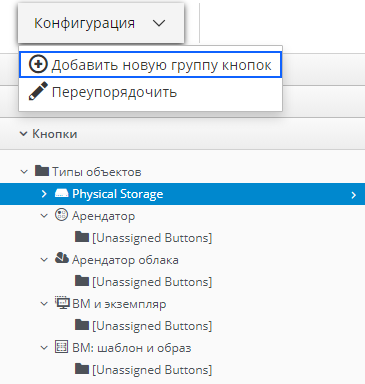 Конфигурация
Добавить новую группу кнопок
Переупорядочить
Кнопки
Типы объектов
Physical Storage
Арендатор
[Unassigned Buttons]
Арендатор облака
[Unassigned Buttons]
ВМ и экземпляр
[Unassigned Buttons]
ВМ: шаблон и образ
[Unassigned Buttons]